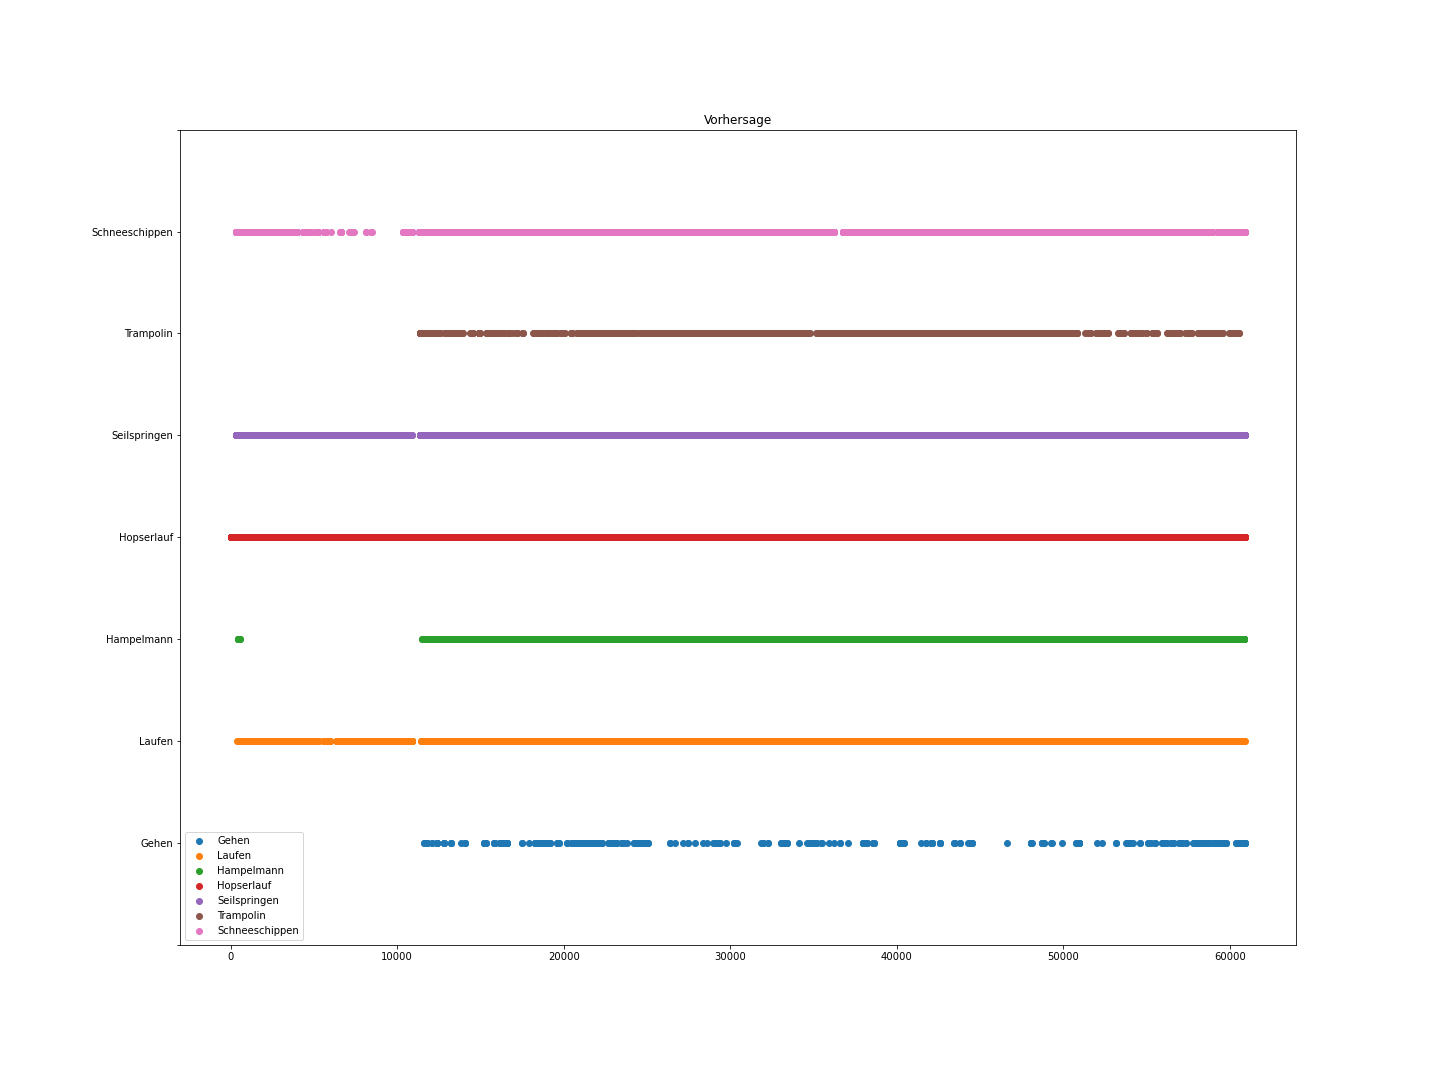 Vorhersage
Schneeschippen
Trampolin
Seilspringen
Hopserlauf
Hampelmann
Laufen
Gehen
Gehen
Laufen
Hampelmann
Hopserlauf
Seilspringen
Trampolin
Schneeschippen
0 10000 20000 30000 40000 50000 60000